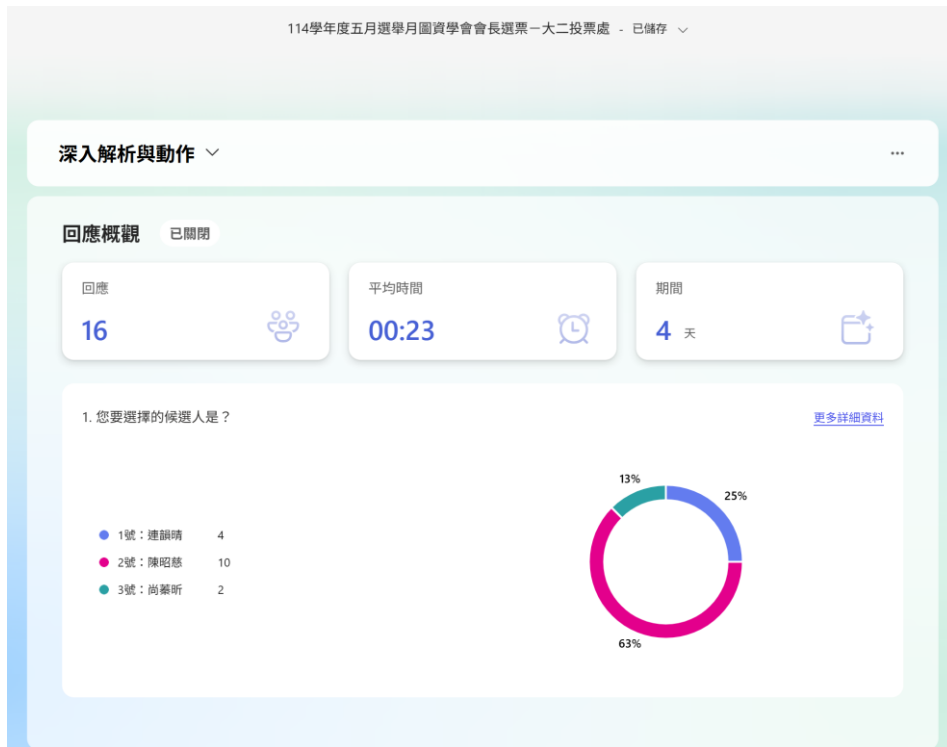 114學年度五月選舉月圖資學會會長選票－大二投票處 - 已儲存
深入解析與動作
回應概觀 已關閉
回應 平均時間 期間
16 00:23 4 天
1. 您要選擇的候選人是？ 更多詳細資料
13%
25%
1號：連韻晴 4
2號：陳昭慈 10
3號：尚蓁昕 2
63%